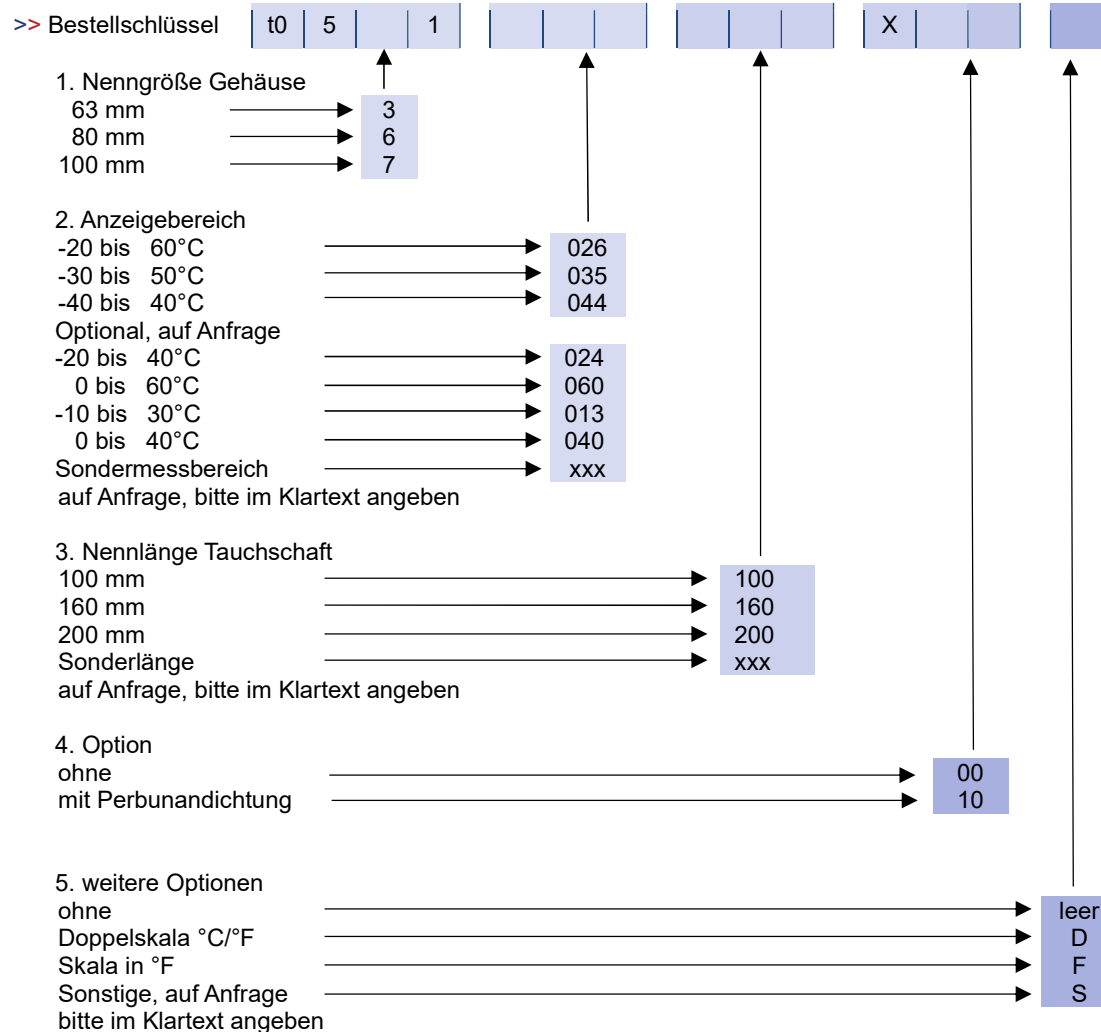 >> Bestellschlüssel t0 5 1 X
1. Nenngröße Gehäuse
63 mm 3
80 mm 6
100 mm 7
2. Anzeigebereich
-20 bis 60°C 026
-30 bis 50°C 035
-40 bis 40°C 044
Optional, auf Anfrage
-20 bis 40°C 024
0 bis 60°C 060
-10 bis 30°C 013
0 bis 40°C 040
Sondermessbereich xxx
auf Anfrage, bitte im Klartext angeben
3. Nennlänge Tauchschaft
100 mm 100
160 mm 160
200 mm 200
Sonderlänge xxx
auf Anfrage, bitte im Klartext angeben
4. Option
ohne 00
mit Perbunandichtung 10
5. weitere Optionen
ohne leer
Doppelskala °C/°F D
Skala in °F F
Sonstige, auf Anfrage S
bitte im Klartext angeben